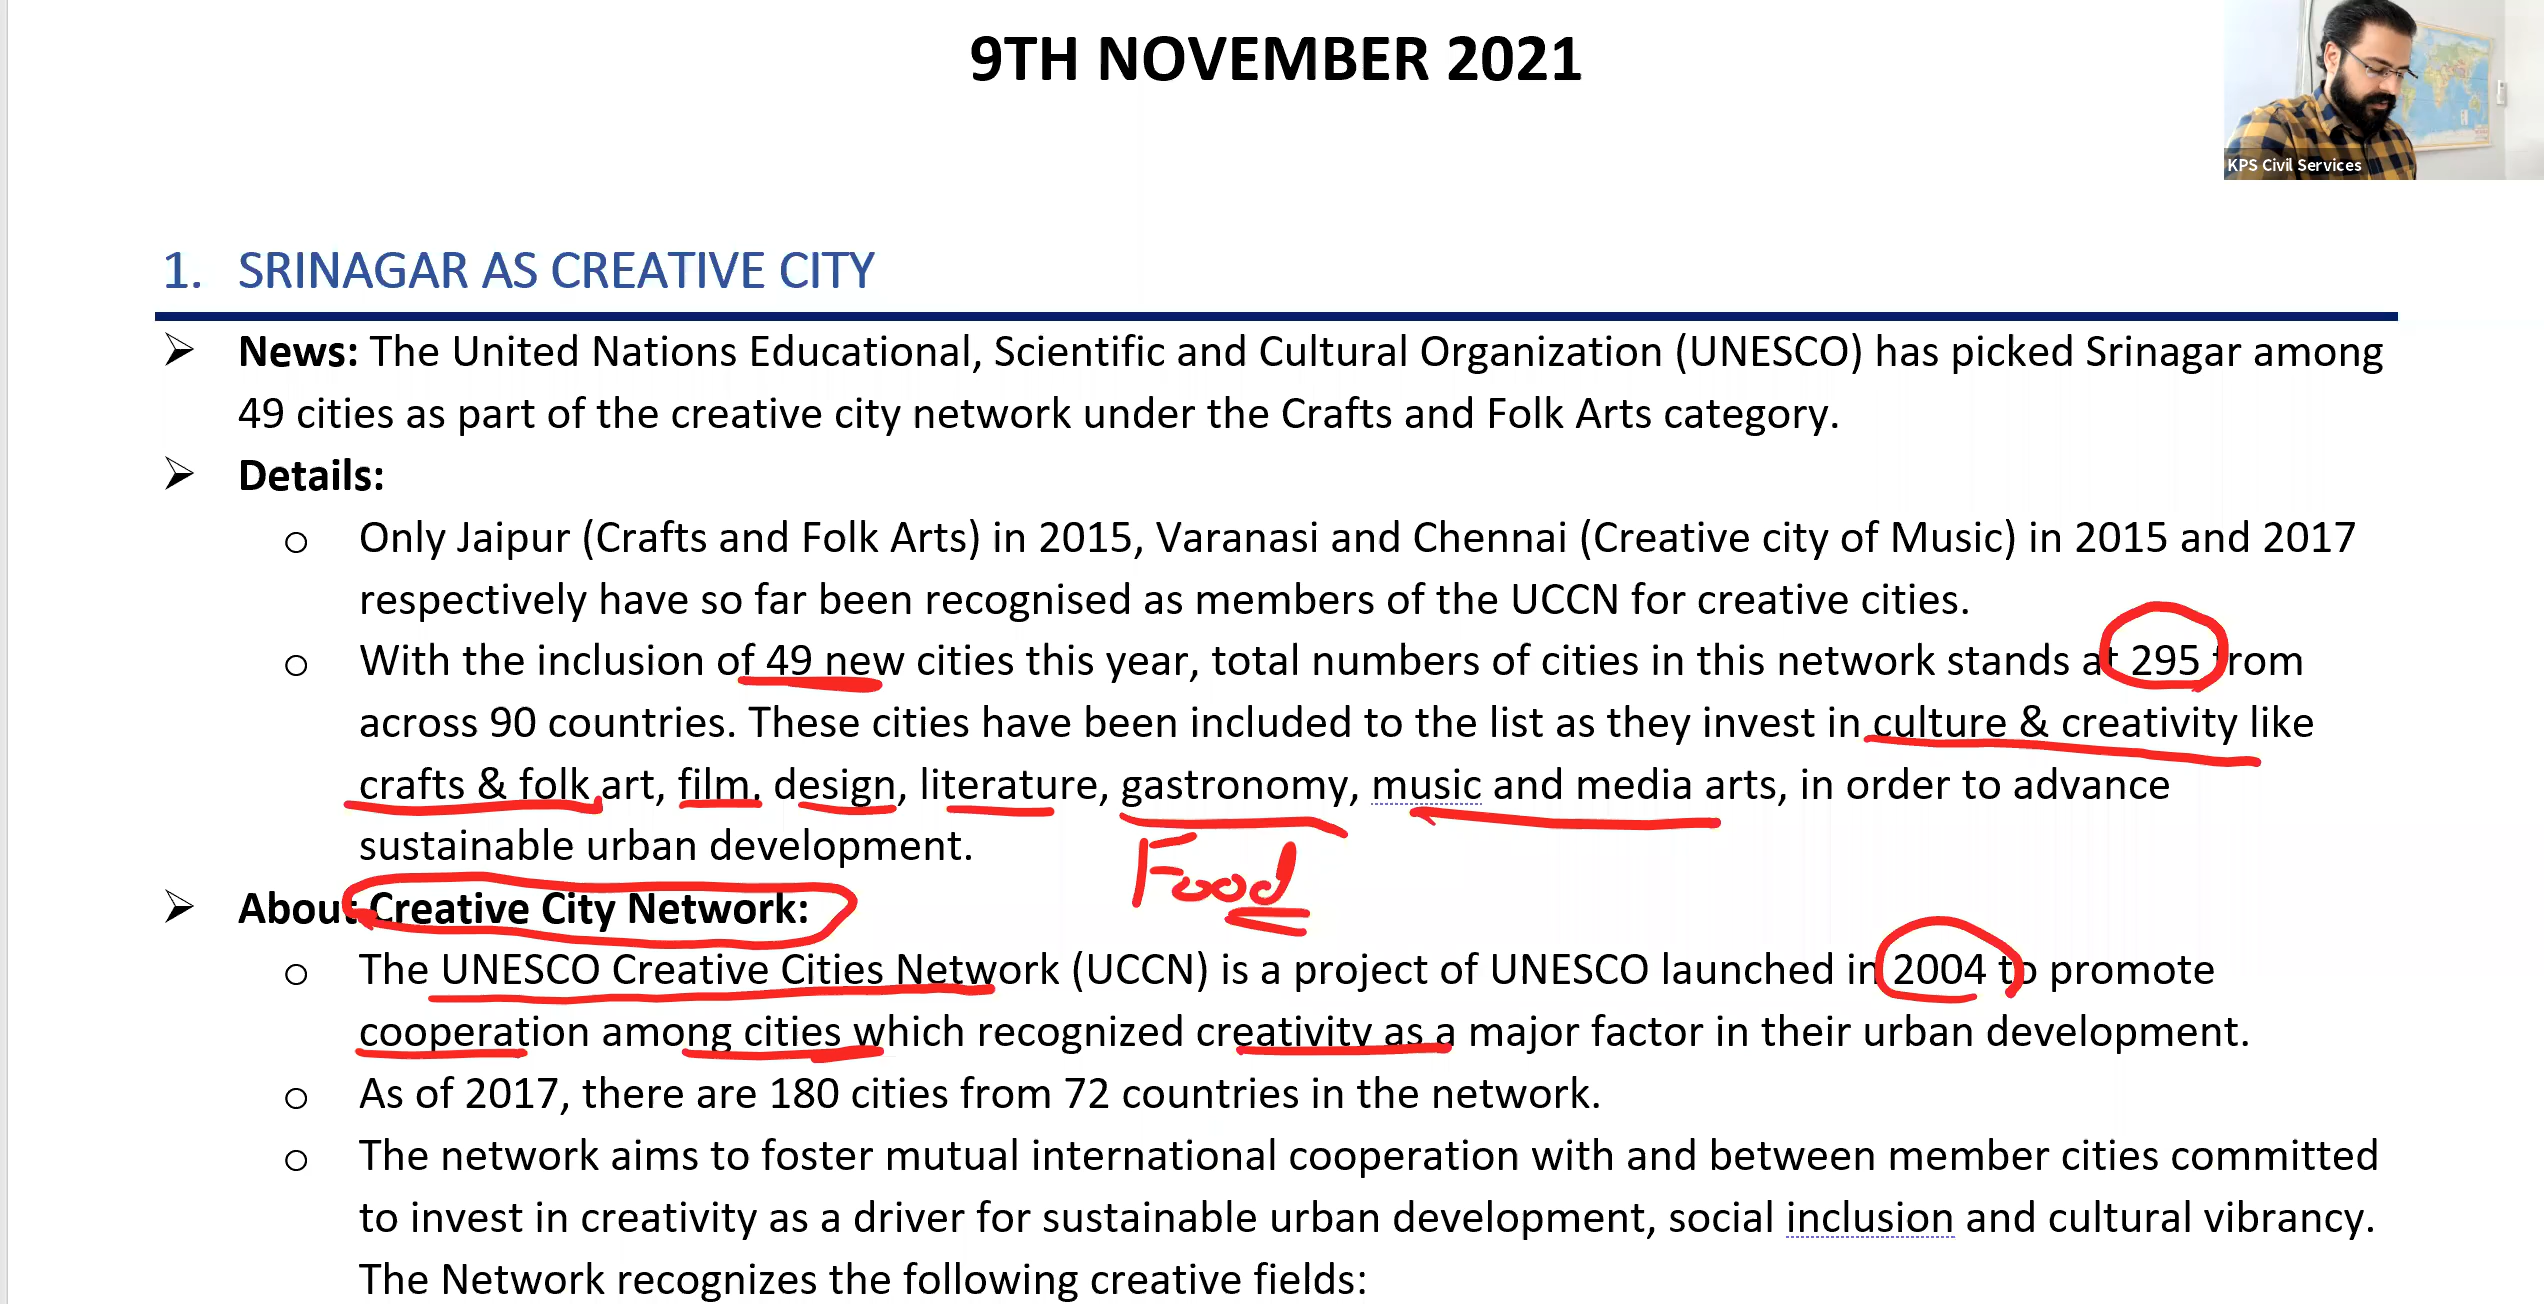 9TH NOVEMBER 2021
KPS Civil Services
1. SRINAGAR AS CREATIVE CITY
➢ News: The United Nations Educational, Scientific and Cultural Organization (UNESCO) has picked Srinagar among
49 cities as part of the creative city network under the Crafts and Folk Arts category.
➢ Details:
o Only Jaipur (Crafts and Folk Arts) in 2015, Varanasi and Chennai (Creative city of Music) in 2015 and 2017
respectively have so far been recognised as members of the UCCN for creative cities.
o With the inclusion of 49 new cities this year, total numbers of cities in this network stands at 295 from
across 90 countries. These cities have been included to the list as they invest in culture & creativity like
crafts & folk art, film, design, literature, gastronomy, music and media arts, in order to advance
sustainable urban development.
Food
➢ About Creative City Network:
o The UNESCO Creative Cities Network (UCCN) is a project of UNESCO launched in 2004 to promote
cooperation among cities which recognized creativity as a major factor in their urban development.
o As of 2017, there are 180 cities from 72 countries in the network.
o The network aims to foster mutual international cooperation with and between member cities committed
to invest in creativity as a driver for sustainable urban development, social inclusion and cultural vibrancy.
The Network recognizes the following creative fields: